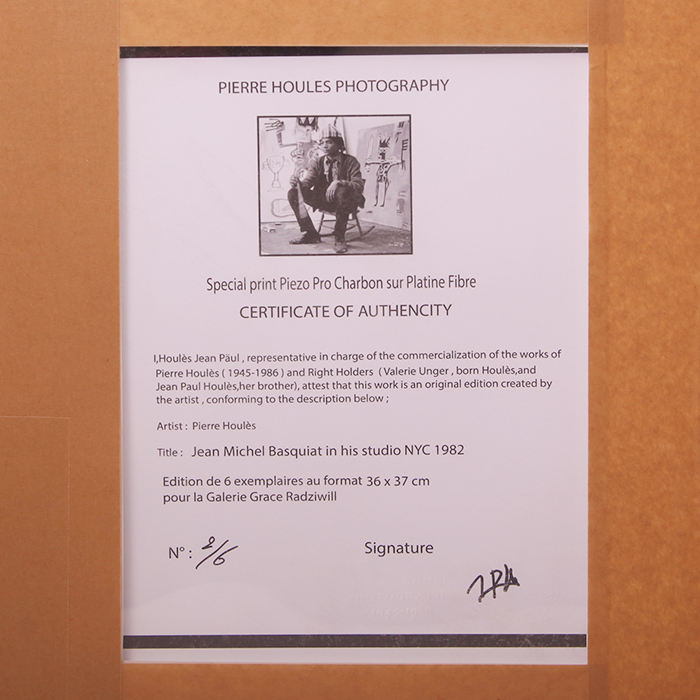 PIERRE HOULES PHOTOGRAPHY
Special print Piezo Pro Charbon sur Platine Fibre
CERTIFICATE OF AUTHENCITY
I,Houlès Jean Päul , representative in charge of the commercialization of the works of
Pierre Houlès ( 1945-1986 ) and Right Holders ( Valerie Unger , born Houlès,and
Jean Paul Houlès,her brother), attest that this work is an original edition created by
the artist , conforming to the description below ;
Artist : Pierre Houlès
Title : Jean Michel Basquiat in his studio NYC 1982
Edition de 6 exemplaires au format 36 x 37 cm
pour la Galerie Grace Radziwill
N° : 2/6 Signature